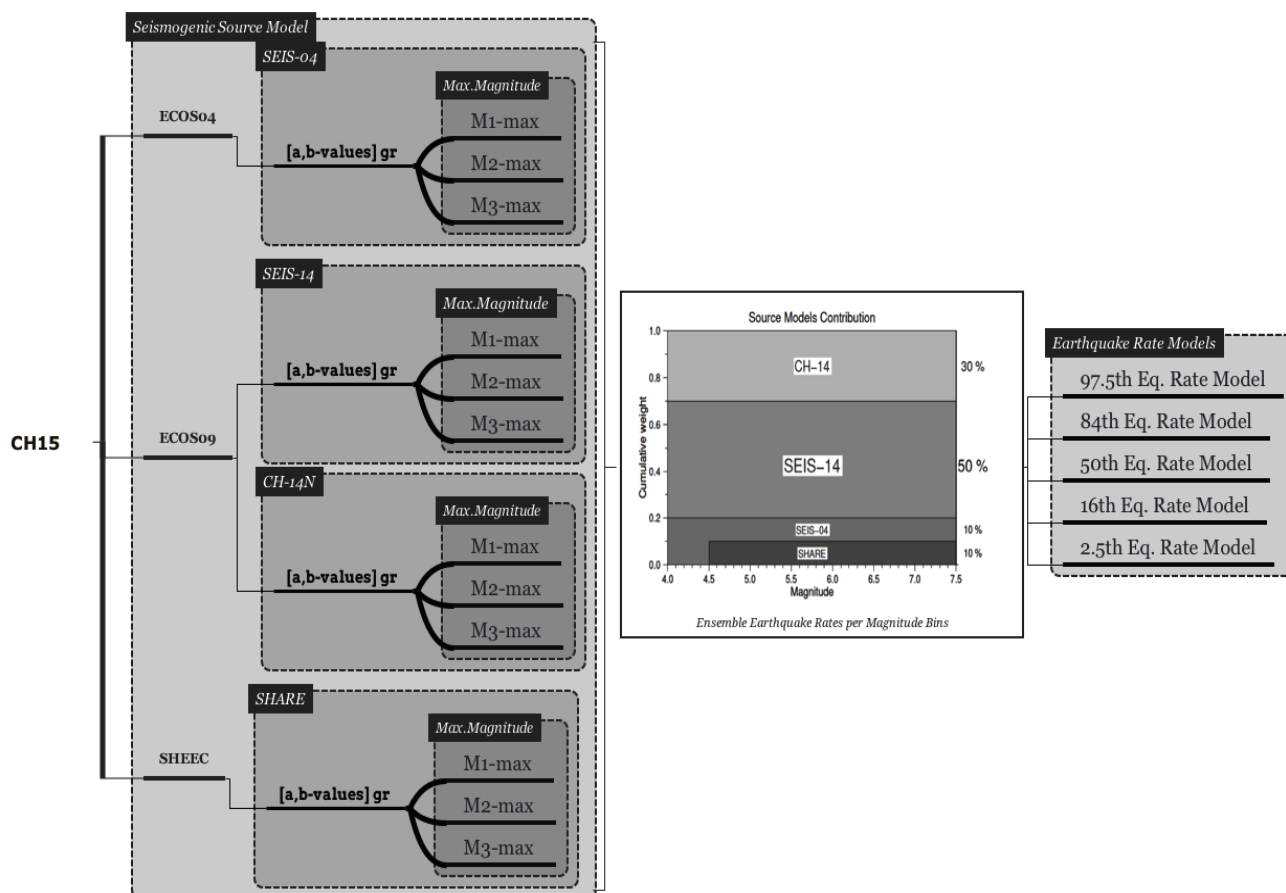 Seismogenic Source Model
SEIS-04
Max.Magnitude
ECOS04
M1-max
[a,b-values] gr
M2-max
M3-max
SEIS-14
Max.Magnitude
M1-max
[a,b-values] gr
M2-max
M3-max
CH15
ECOS09
CH-14N
Max.Magnitude
M1-max
[a,b-values] gr
M2-max
M3-max
SHARE
Max.Magnitude
SHEEC
M1-max
[a,b-values] gr
M2-max
M3-max
Source Models Contribution
Cumulative weight
1.0
0.8
0.6
0.4
0.2
0.0
CH-14
30 %
SEIS-14
50 %
SEIS-04
10 %
SHARE
10 %
4.0 4.5 5.0 5.5 6.0 6.5 7.0 7.5
Magnitude
Ensemble Earthquake Rates per Magnitude Bins
Earthquake Rate Models
97.5th Eq. Rate Model
84th Eq. Rate Model
50th Eq. Rate Model
16th Eq. Rate Model
2.5th Eq. Rate Model